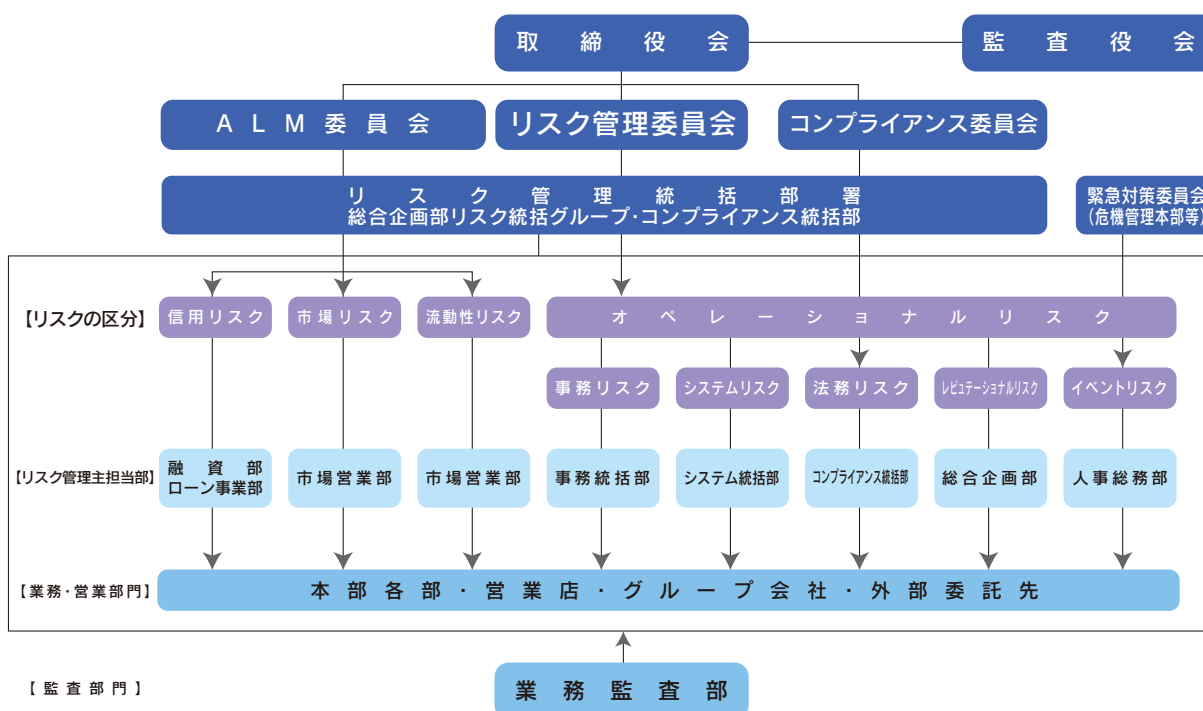 取締役会
監査役会
ALM委員会
リスク管理委員会
コンプライアンス委員会
リスク管理統括部署
総合企画部リスク統括グループ・コンプライアンス統括部
緊急対策委員会
(危機管理本部等)
【リスクの区分】
信用リスク
市場リスク
流動性リスク
オペレーショナルリスク
事務リスク
システムリスク
法務リスク
レピュテーショナルリスク
イベントリスク
【リスク管理主担当部】
融資部
ローン事業部
市場営業部
市場営業部
事務統括部
システム統括部
コンプライアンス統括部
総合企画部
人事総務部
【業務・営業部門】
本部各部・営業店・グループ会社・外部委託先
【監査部門】
業務監査部